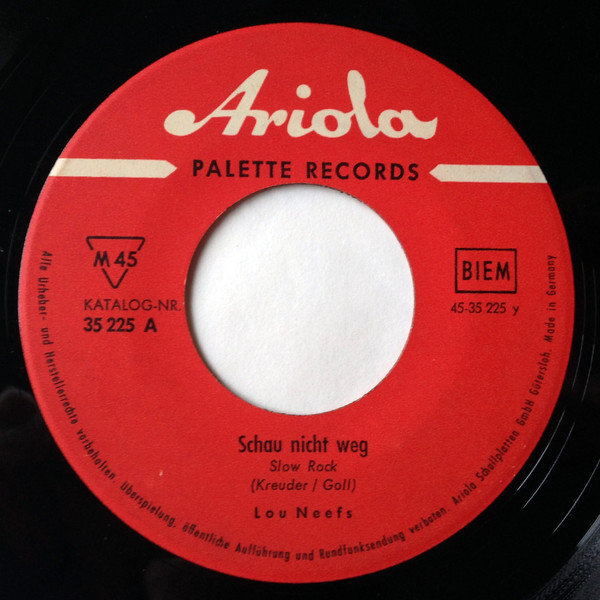 Ariola
PALETTE RECORDS
M 45
KATALOG-NR.
35 225 A
BIEM
45-35 225 y
Schau nicht weg
Slow Rock
(Kreuder / Goll)
Lou Neefs
Alle Urheber- und Herstellerrechte vorbehalten. Überspielung, öffentliche Aufführung und Rundfunksendung verboten. Ariola Schallplatten GmbH Gütersloh. Made in Germany